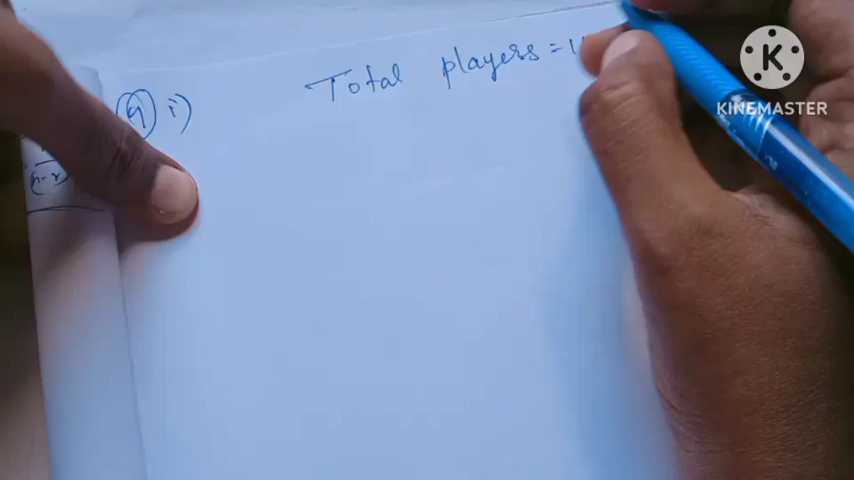 Total players =
9 i)
(n-r)
K
KINEMASTER